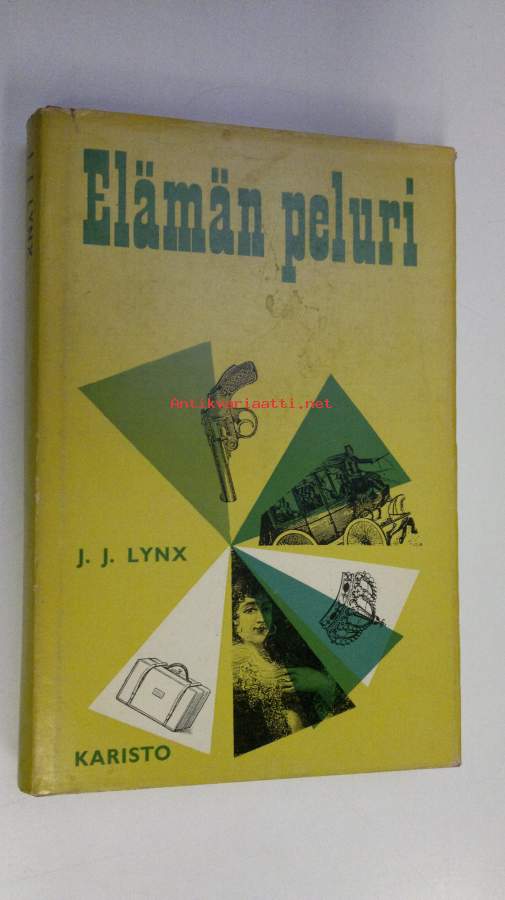 Elämän peluri
Antikvariaatti.net
J. J. LYNX
KARISTO
J. J. LYNX